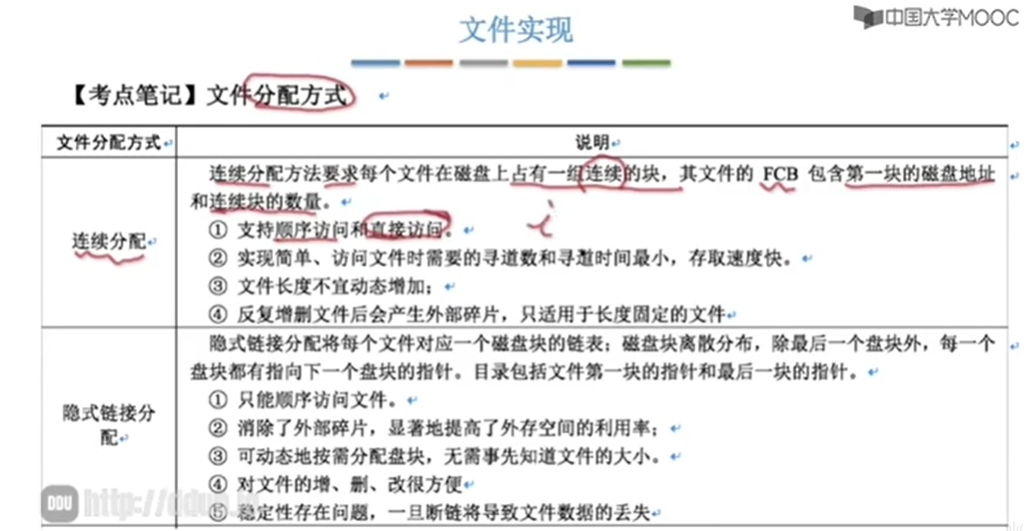 中国大学MOOC
文件实现
【考点笔记】文件分配方式
文件分配方式 说明
连续分配
连续分配方法要求每个文件在磁盘上占有一组连续的块，其文件的 FCB 包含第一块的磁盘地址
和连续块的数量。
① 支持顺序访问和直接访问。
i
② 实现简单、访问文件时需要的寻道数和寻道时间最小，存取速度快。
③ 文件长度不宜动态增加；
④ 反复增删文件后会产生外部碎片，只适用于长度固定的文件
隐式链接分
配
隐式链接分配将每个文件对应一个磁盘块的链表；磁盘块离散分布，除最后一个盘块外，每一个
盘块都有指向下一个盘块的指针。目录包括文件第一块的指针和最后一块的指针。
① 只能顺序访问文件。
② 消除了外部碎片，显著地提高了外存空间的利用率；
③ 可动态地按需分配盘块，无需事先知道文件的大小。
④ 对文件的增、删、改很方便
⑤ 稳定性存在问题，一旦断链将导致文件数据的丢失
DDU